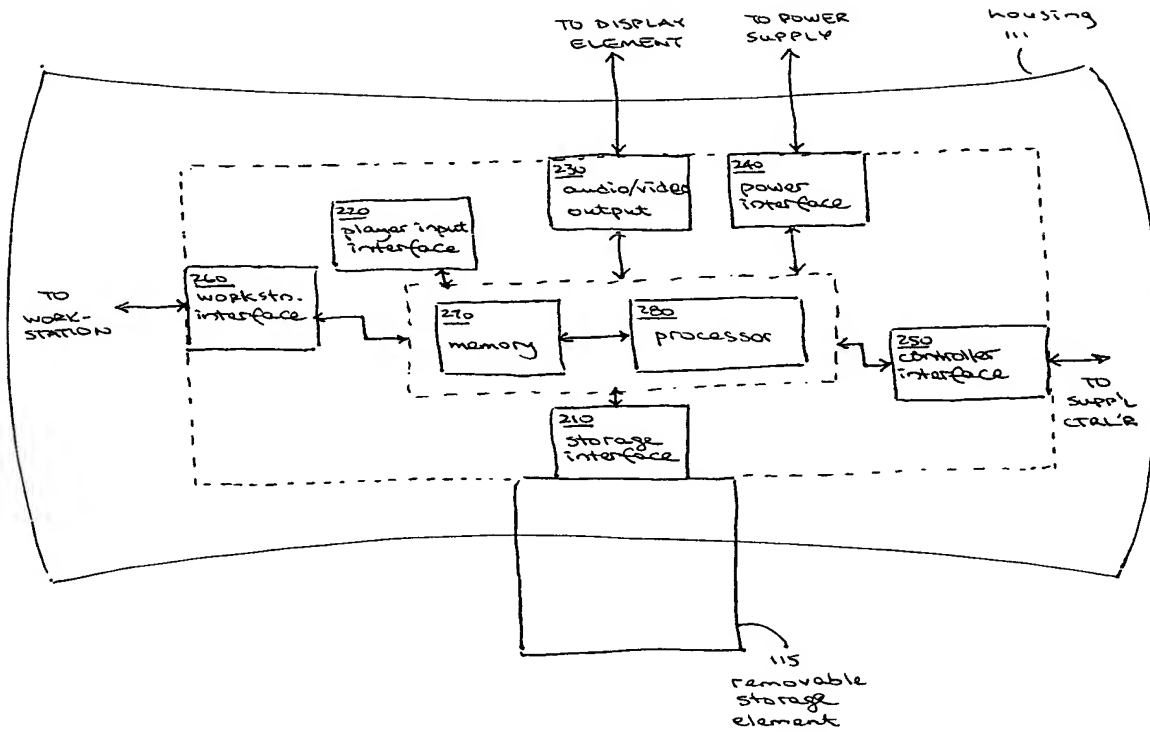 TO DISPLAY
ELEMENT
TO POWER
SUPPLY
housing
111
230
audio/video
output
240
power
interface
220
player input
interface
260
workstn.
interface
TO
WORK-
STATION
270
memory
280
processor
250
controller
interface
TO
SUPP'L
CTRL'R
210
storage
interface
115
removable
storage
element